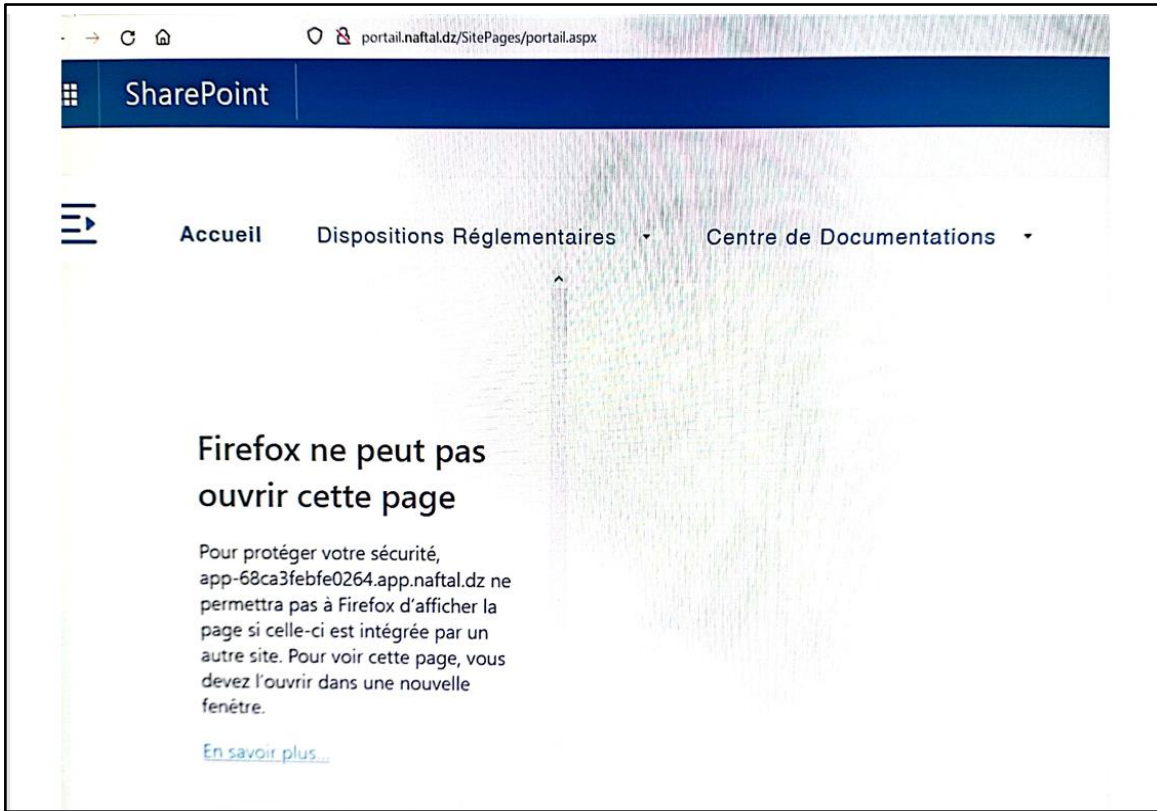 portail.naftal.dz/SitePages/portail.aspx
SharePoint
Accueil Dispositions Réglementaires Centre de Documentations
Firefox ne peut pas
ouvrir cette page
Pour protéger votre sécurité,
app-68ca3febfe0264.app.naftal.dz ne
permettra pas à Firefox d'afficher la
page si celle-ci est intégrée par un
autre site. Pour voir cette page, vous
devez l'ouvrir dans une nouvelle
fenêtre.
En savoir plus...